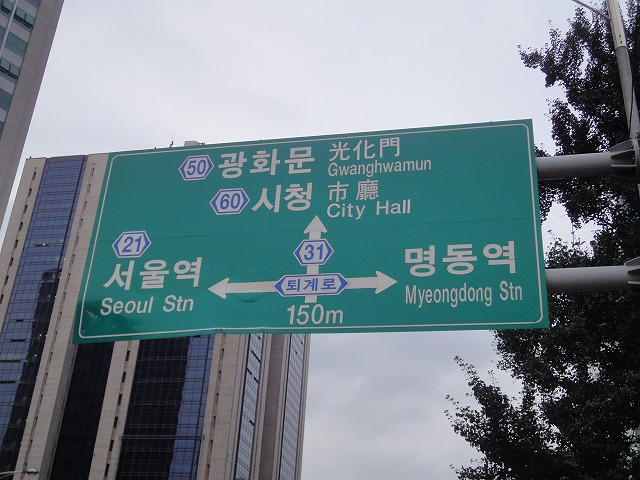 50 광화문 光化門
Gwanghwamun
60 시청 市廳
City Hall
21
31
서울역
Seoul Stn
퇴계로
명동역
Myeongdong Stn
150m